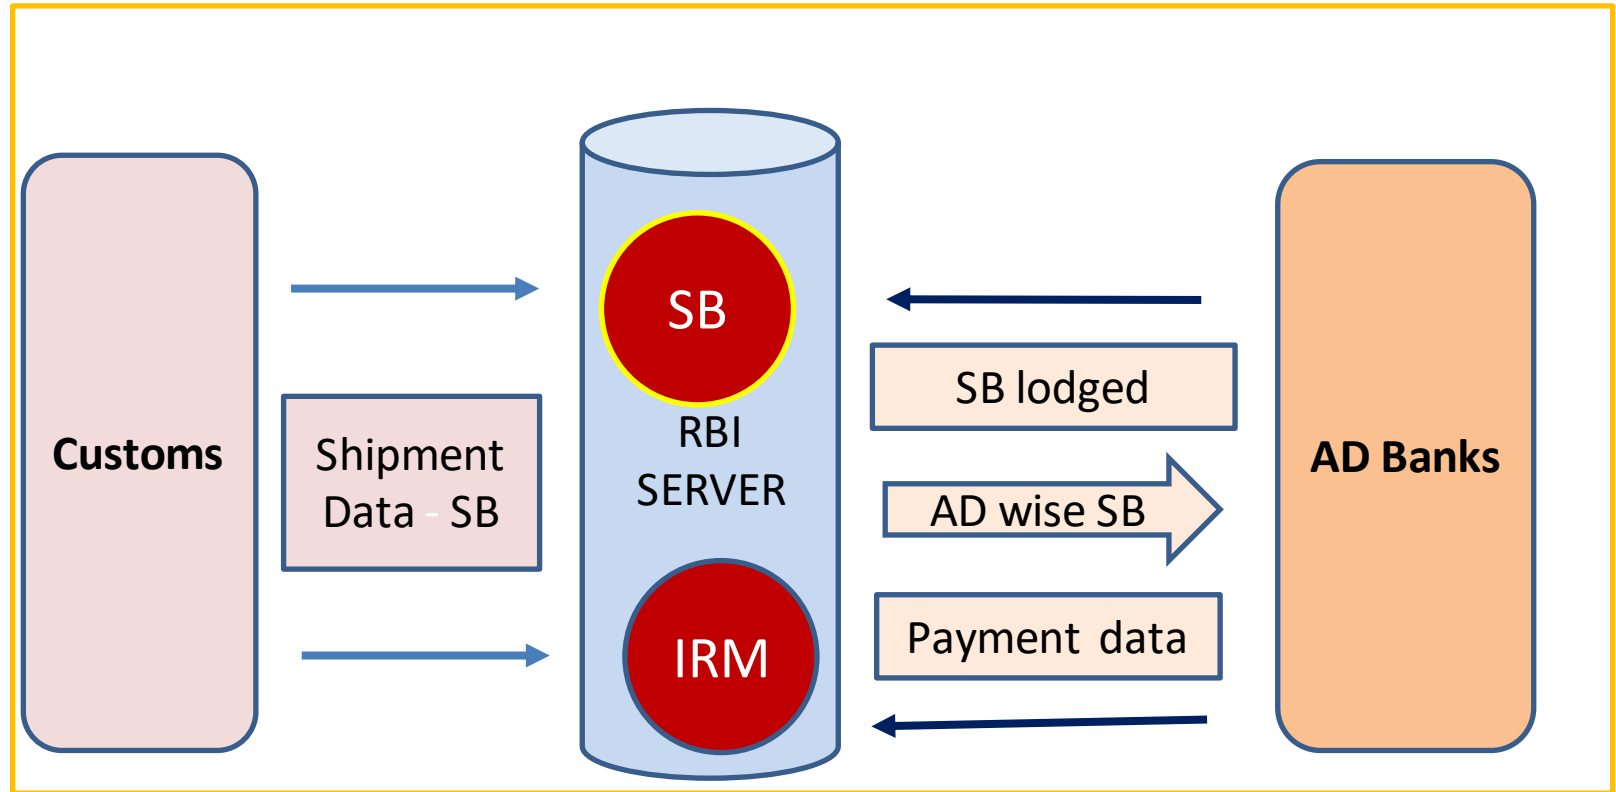 Customs
Shipment
Data - SB
SB
RBI
SERVER
IRM
SB lodged
AD wise SB
Payment data
AD Banks